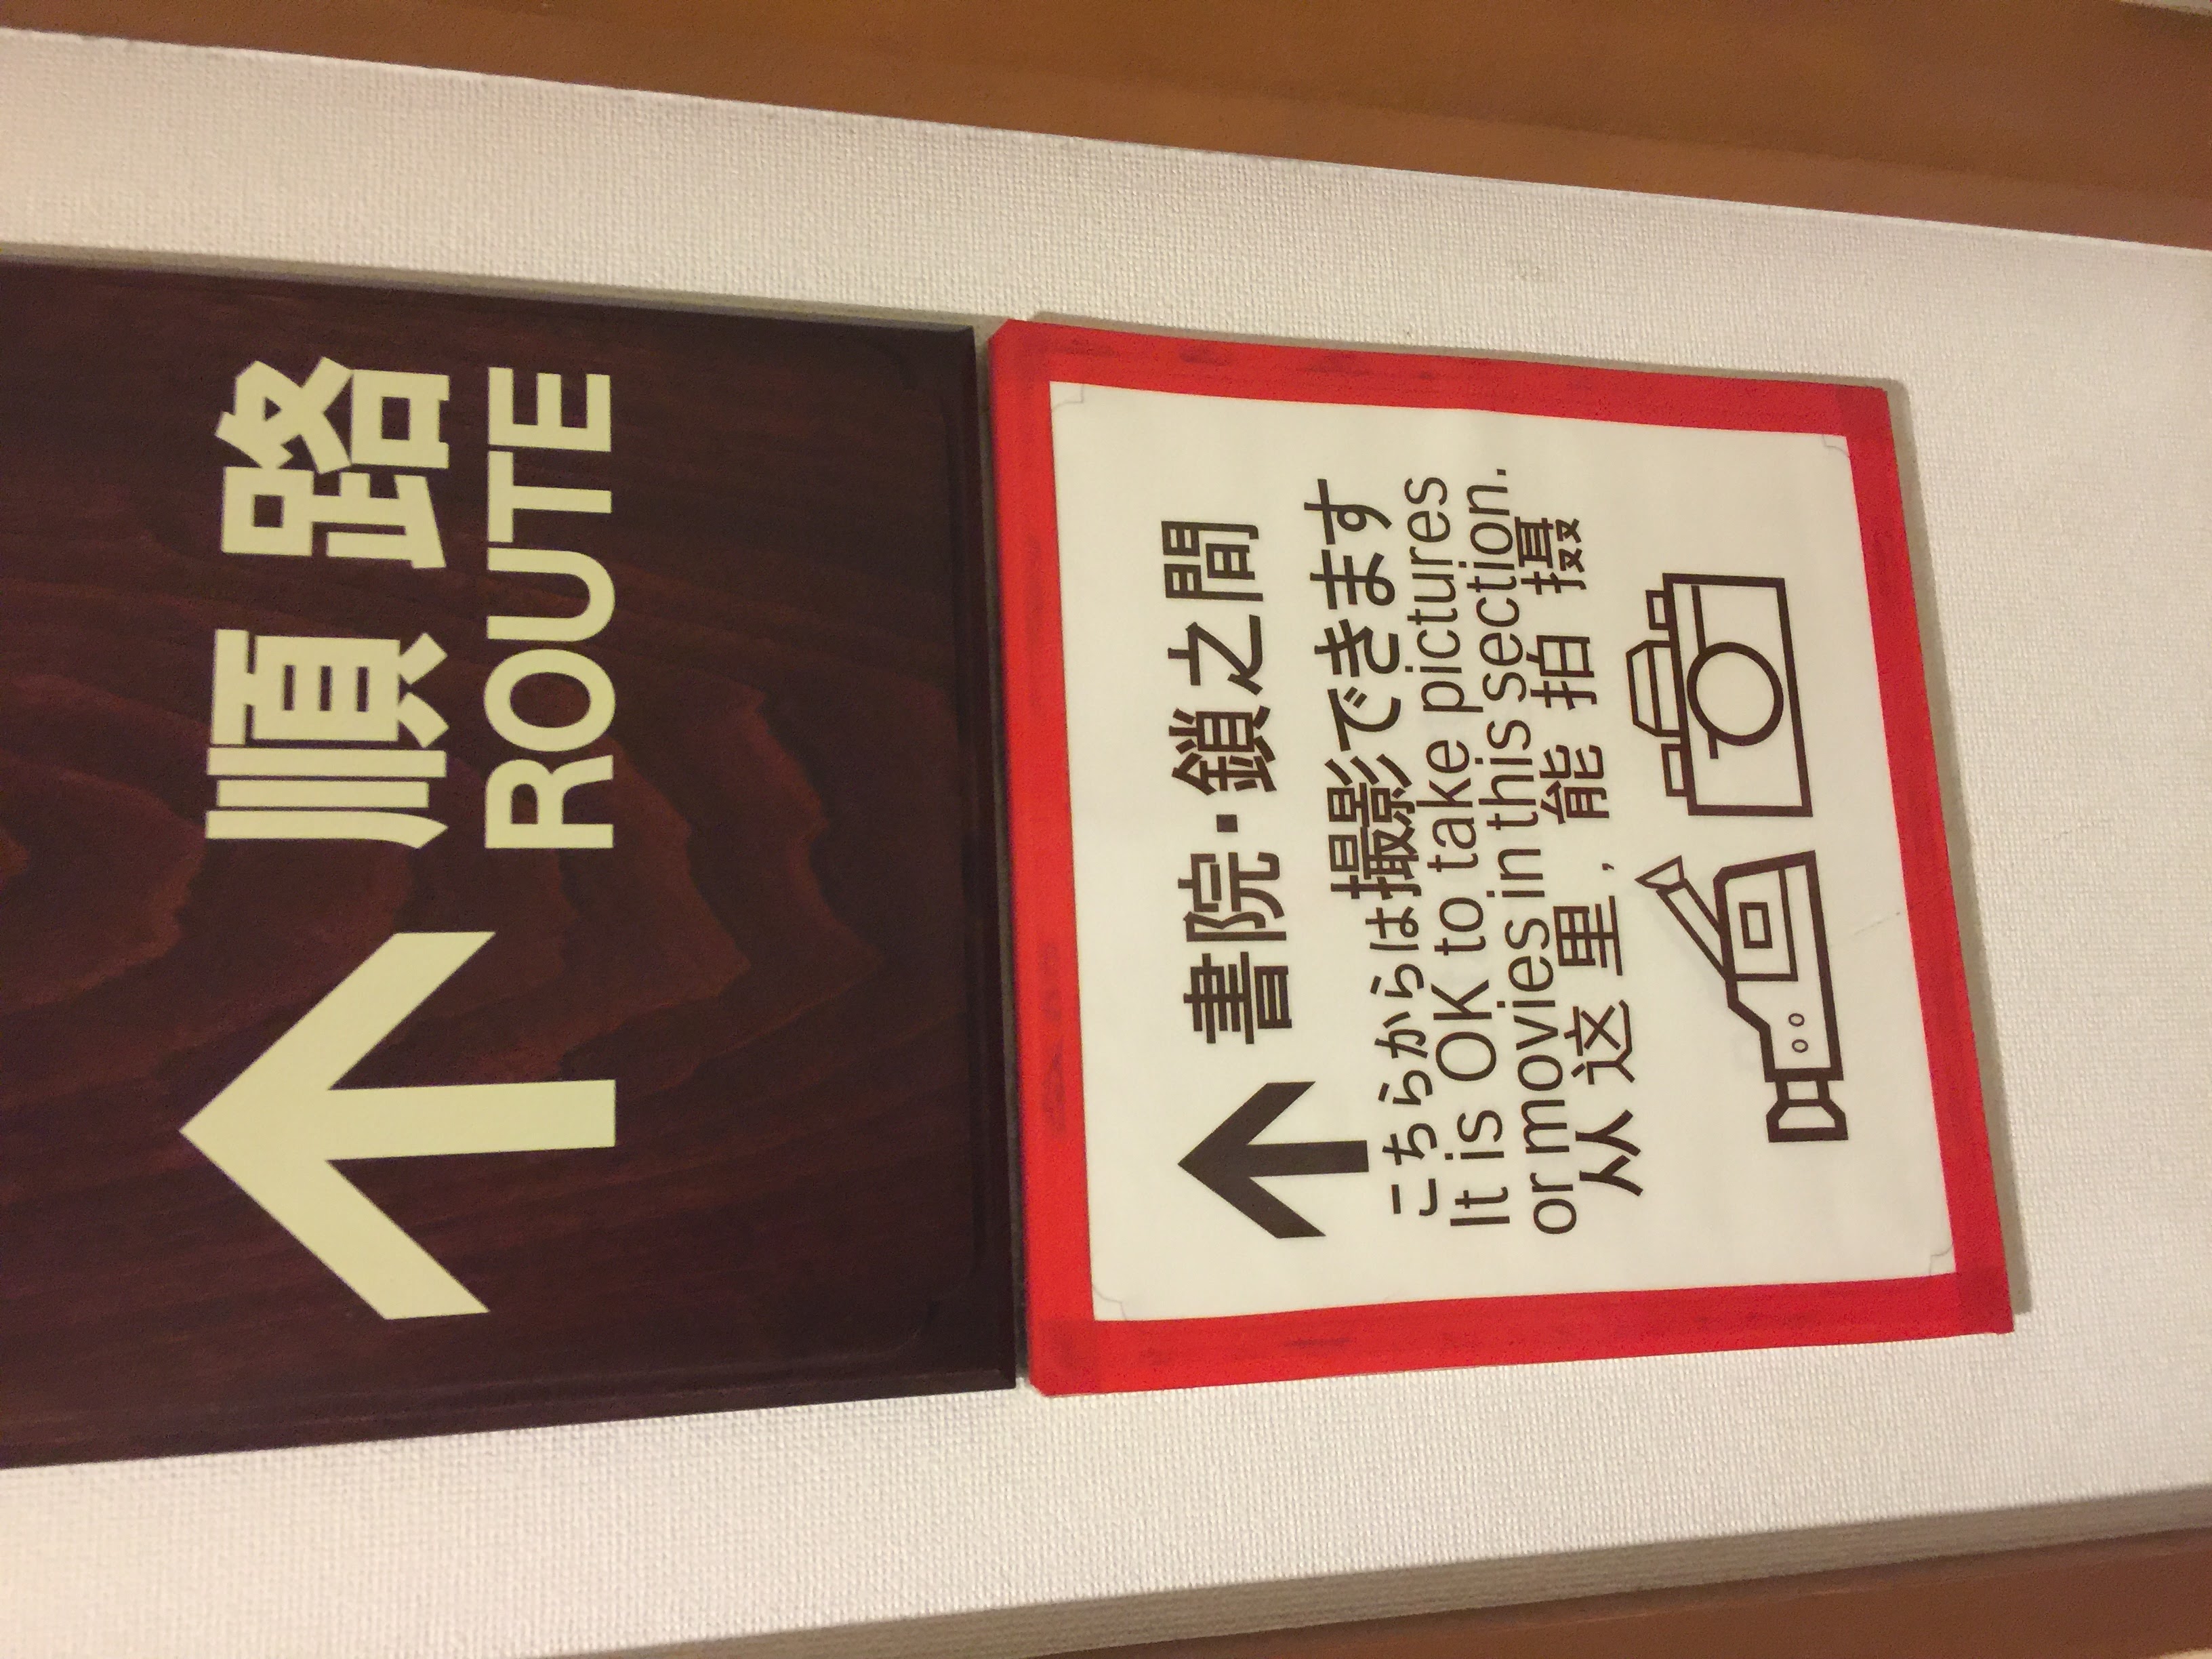 順路
ROUTE
書院・鎖之間
こちらからは撮影できます
It is OK to take pictures
or movies in this section.
从这里，能拍摄